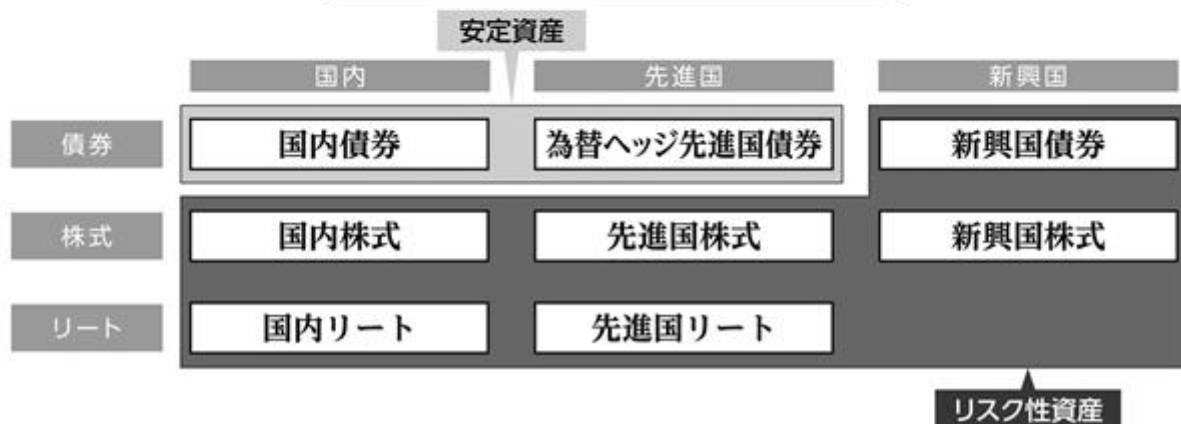 安定資産
国内 先進国 新興国
債券 国内債券 為替ヘッジ先進国債券 新興国債券
株式 国内株式 先進国株式 新興国株式
リート 国内リート 先進国リート
リスク性資産